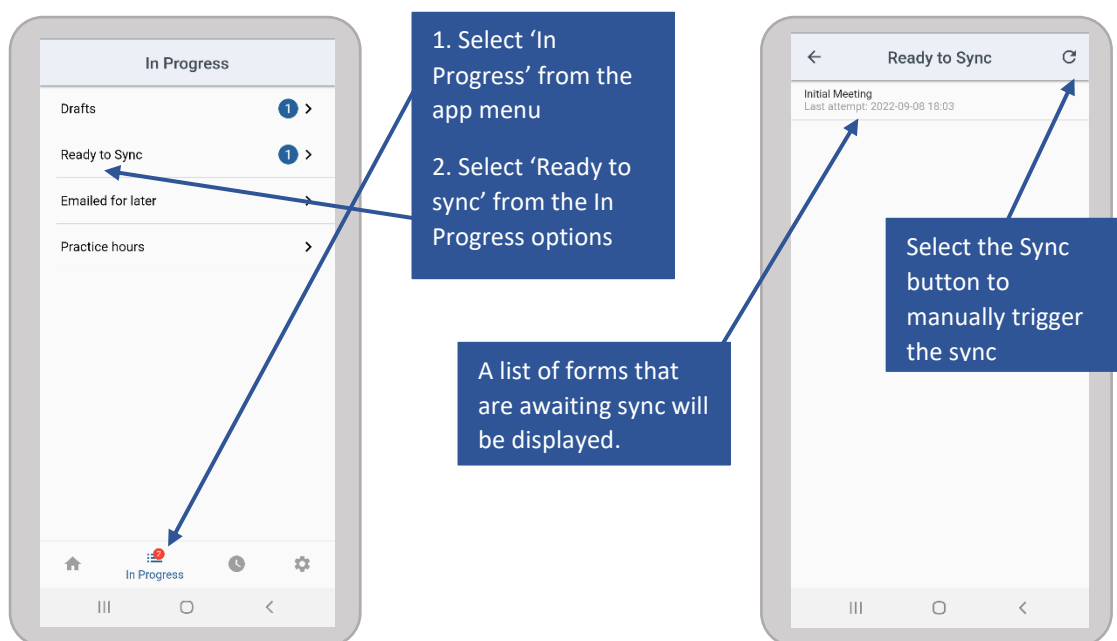 In Progress
Drafts
1
Ready to Sync
1
Emailed for later
Practice hours
2
In Progress
1. Select ‘In
Progress’ from the
app menu
2. Select ‘Ready to
sync’ from the In
Progress options
A list of forms that
are awaiting sync will
be displayed.
Ready to Sync
Initial Meeting
Last attempt: 2022-09-08 18:03
Select the Sync
button to
manually trigger
the sync